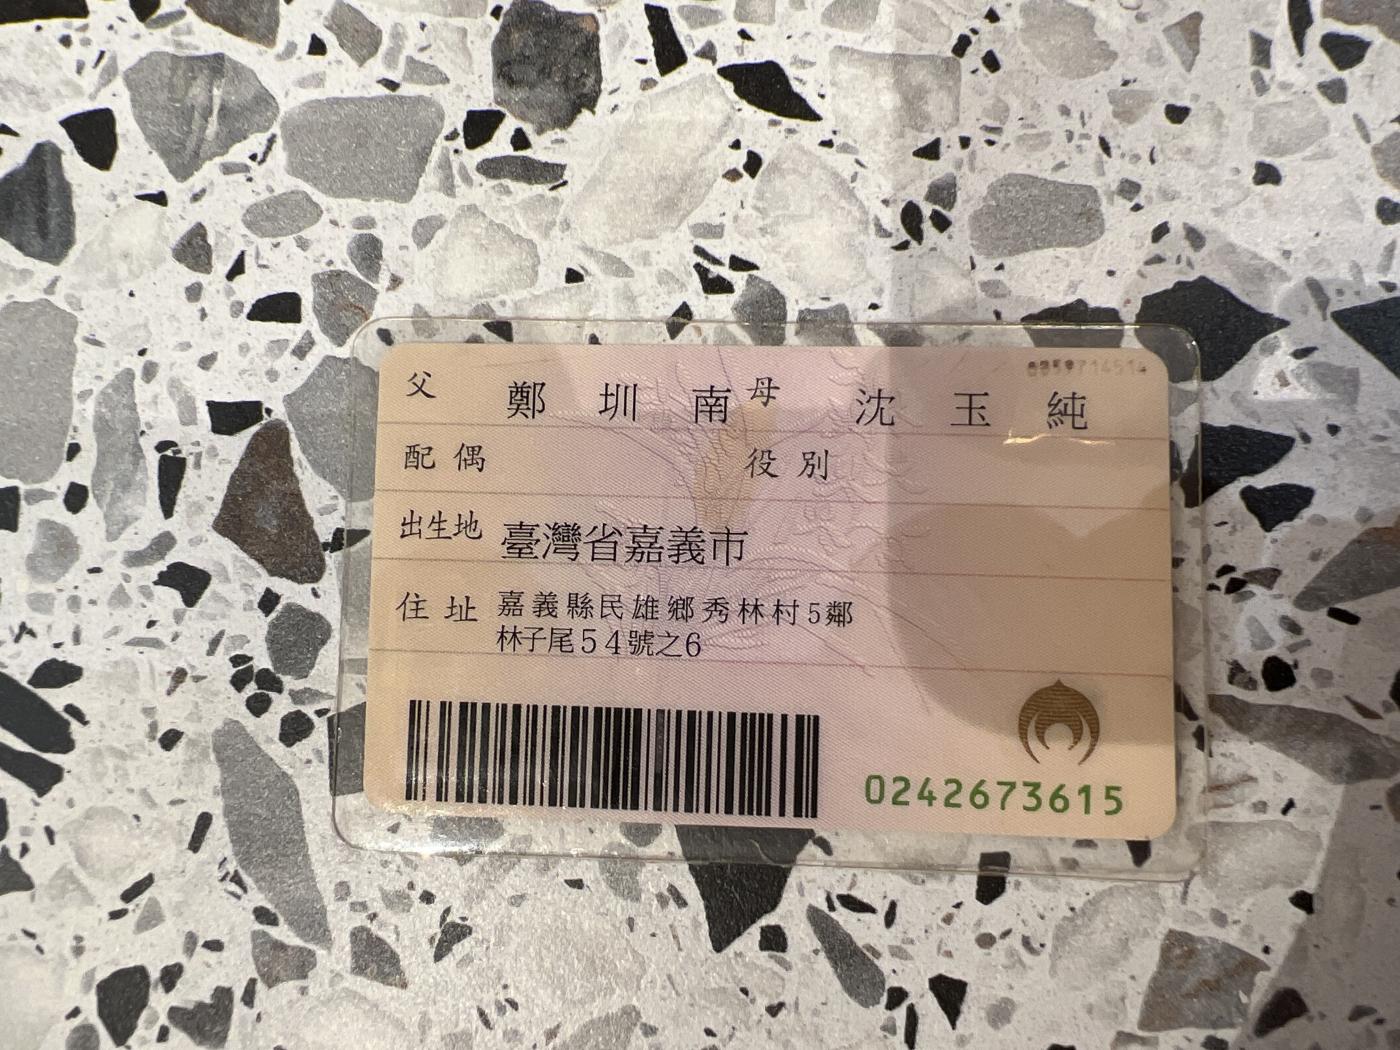 父 鄭圳南 母 沈玉純
配偶 役別
出生地 臺灣省嘉義市
住址 嘉義縣民雄鄉秀林村5鄰
林子尾54號之6
0242673615